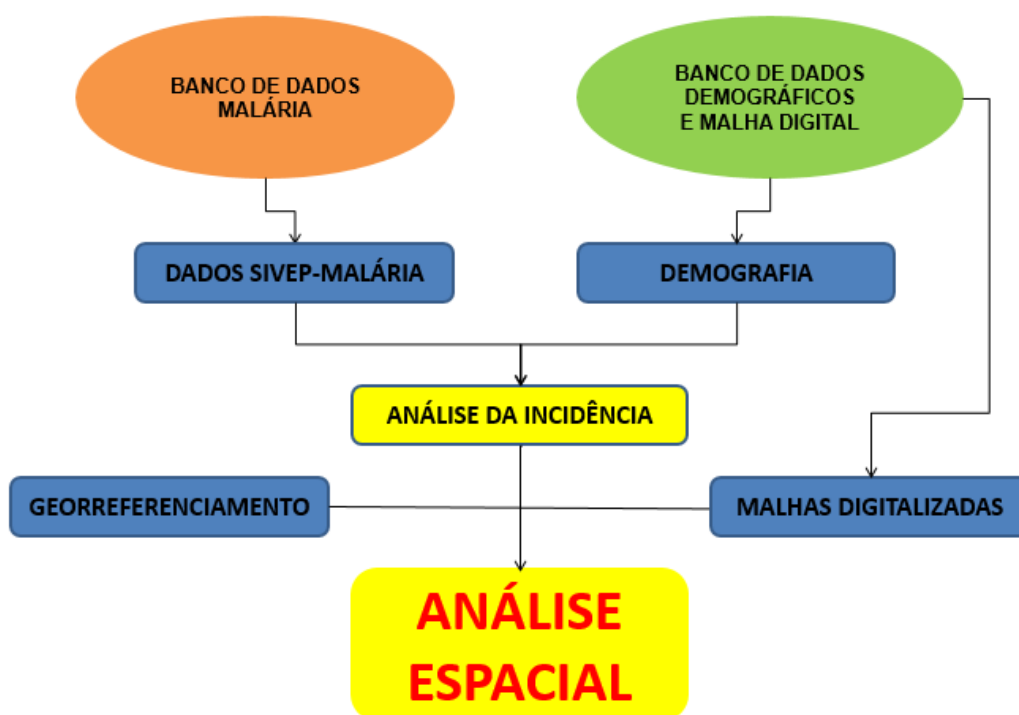 BANCO DE DADOS
MALÁRIA
BANCO DE DADOS
DEMOGRÁFICOS
E MALHA DIGITAL
DADOS SIVEP-MALÁRIA
DEMOGRAFIA
ANÁLISE DA INCIDÊNCIA
GEORREFERENCIAMENTO
MALHAS DIGITALIZADAS
ANÁLISE
ESPACIAL